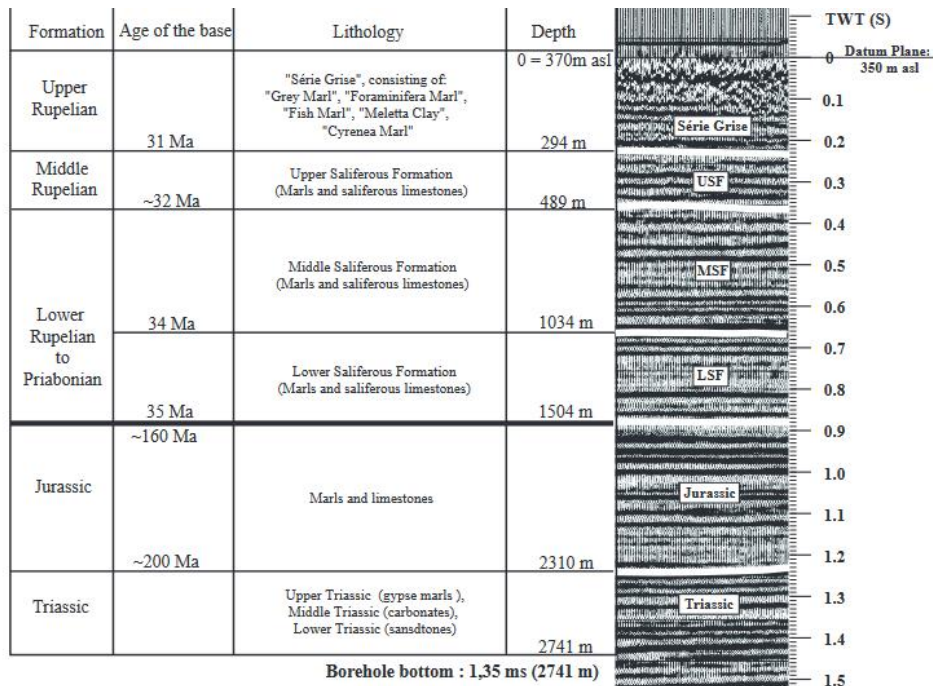 Formation Age of the base Lithology Depth TWT (S)
0 = 370m asl
0 Datum Plane:
350 m asl
Upper
Rupelian
"Série Grise", consisting of:
"Grey Marl", "Foraminifera Marl",
"Fish Marl", "Meletta Clay",
"Cyrenea Marl"
31 Ma
294 m
Série Grise
0.1
0.2
Middle
Rupelian
~32 Ma
Upper Saliferous Formation
(Marls and saliferous limestones)
489 m
USF
0.3
0.4
Lower
Rupelian
to
Priabonian
34 Ma
Middle Saliferous Formation
(Marls and saliferous limestones)
1034 m
MSF
0.5
0.6
35 Ma
Lower Saliferous Formation
(Marls and saliferous limestones)
1504 m
LSF
0.7
0.8
Jurassic
~160 Ma
~200 Ma
Marls and limestones
2310 m
Jurassic
0.9
1.0
1.1
1.2
Triassic
Upper Triassic (gypse marls ),
Middle Triassic (carbonates),
Lower Triassic (sansdtones)
2741 m
Triassic
1.3
1.4
1.5
Borehole bottom : 1,35 ms (2741 m)